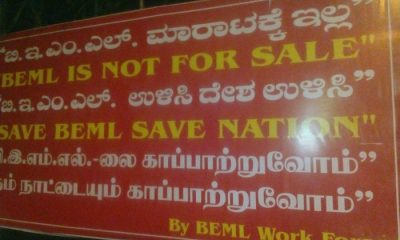 "ಬಿ.ಇ.ಎಂ.ಎಲ್. ಮಾರಾಟಕ್ಕೆ ಇಲ್ಲ"
"BEML IS NOT FOR SALE"
"ಬಿ.ಇ.ಎಂ.ಎಲ್. ಉಳಿಸಿ ದೇಶ ಉಳಿಸಿ"
"SAVE BEML SAVE NATION"
பி.இ.எம்.எல்.-லை காப்பாற்றுவோம்"
நாட்டையும் காப்பாற்றுவோம்"
By BEML Work